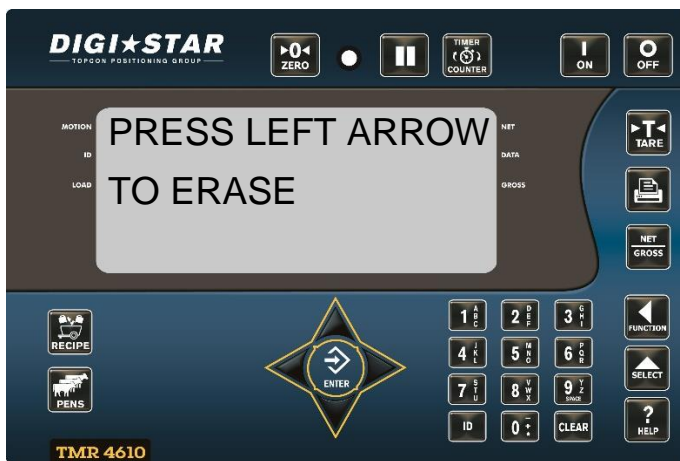 DIGI★STAR
TOPCON POSITIONING GROUP
0
ZERO
TIMER
COUNTER
I
ON
O
OFF
MOTION
ID
LOAD
PRESS LEFT ARROW
TO ERASE
NET
DATA
GROSS
T
TARE
NET
GROSS
RECIPE
PENS
ENTER
1 A B C
2 D E F
3 G H I
4 J K L
5 M N O
6 P Q R
7 S T U
8 V W X
9 Y Z SPACE
ID
0 - . *
CLEAR
FUNCTION
SELECT
?
HELP
TMR 4610